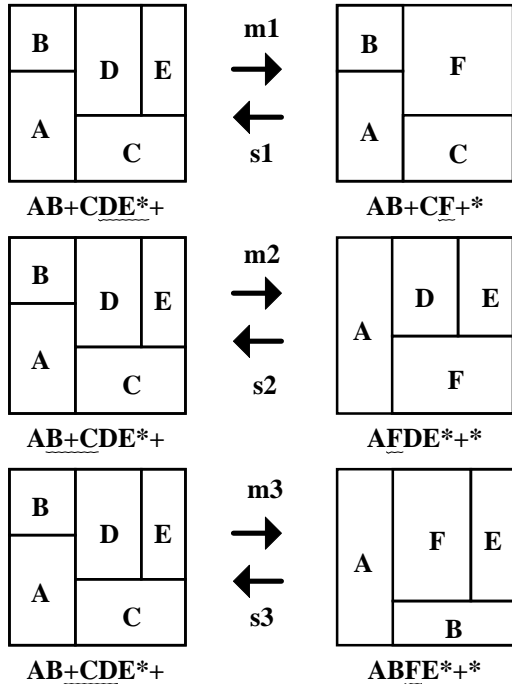 B D E
A C
m1
s1
B F
A C
AB+CDE*+
AB+CF+*
B D E
A C
m2
s2
D E
A
F
AB+CDE*+
AFDE*+*
B D E
A C
m3
s3
A F E
B
AB+CDE*+
ABFE*+*